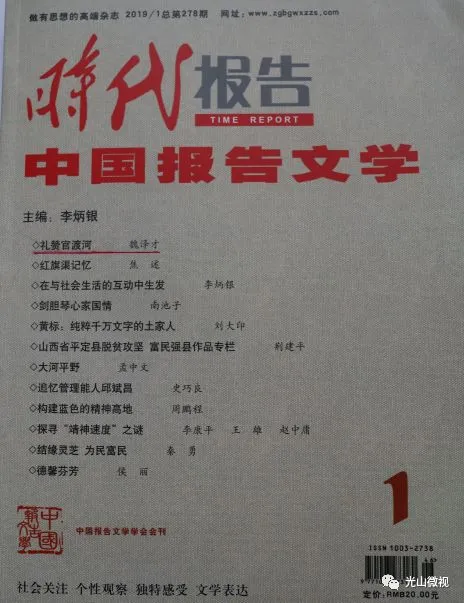 做有思想的高端杂志 2019/1总第278期 网址:www.zgbgwxzzs.com
時代报告
TIME REPORT
中国报告文学
主编:李炳银
◇礼赞官渡河 魏泽才
◇红旗渠记忆 焦述
◇在与社会生活的互动中生发 李炳银
◇剑胆琴心家国情 南池子
◇黄标:纯粹千万文字的土家人 刘大印
◇山西省平定县脱贫攻坚 富民强县作品专栏 荆建平
◇大河平野 孟中文
◇追忆管理能人邱斌昌 史巧良
◇构建蓝色的精神高地 周鹏程
◇探寻“靖神速度”之谜 李康平 王雄 赵中庸
◇结缘灵芝 为民富民 秦勇
◇德馨芬芳 侯丽
1
中国报告文学
中国报告文学学会会刊
ISSN 1003-2738
社会关注 个性观察 独特感受 文学表达
定价:RMB20.00元
光山微视